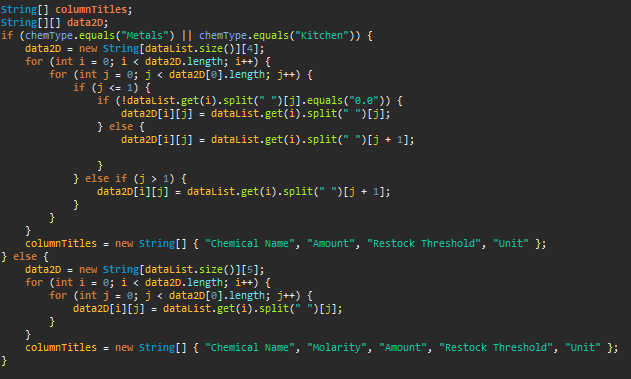 String[] columnTitles;
String[][] data2D;
if (chemType.equals("Metals") || chemType.equals("Kitchen")) {
    data2D = new String[dataList.size()][4];
    for (int i = 0; i < data2D.length; i++) {
        for (int j = 0; j < data2D[0].length; j++) {
            if (j <= 1) {
                if (!dataList.get(i).split(" ")[j].equals("0.0")) {
                    data2D[i][j] = dataList.get(i).split(" ")[j];
                } else {
                    data2D[i][j] = dataList.get(i).split(" ")[j + 1];

                }
            } else if (j > 1) {
                data2D[i][j] = dataList.get(i).split(" ")[j + 1];
            }
        }
    }
    columnTitles = new String[] { "Chemical Name", "Amount", "Restock Threshold", "Unit" };
} else {
    data2D = new String[dataList.size()][5];
    for (int i = 0; i < data2D.length; i++) {
        for (int j = 0; j < data2D[0].length; j++) {
            data2D[i][j] = dataList.get(i).split(" ")[j];
        }
    }
    columnTitles = new String[] { "Chemical Name", "Molarity", "Amount", "Restock Threshold", "Unit" };
}